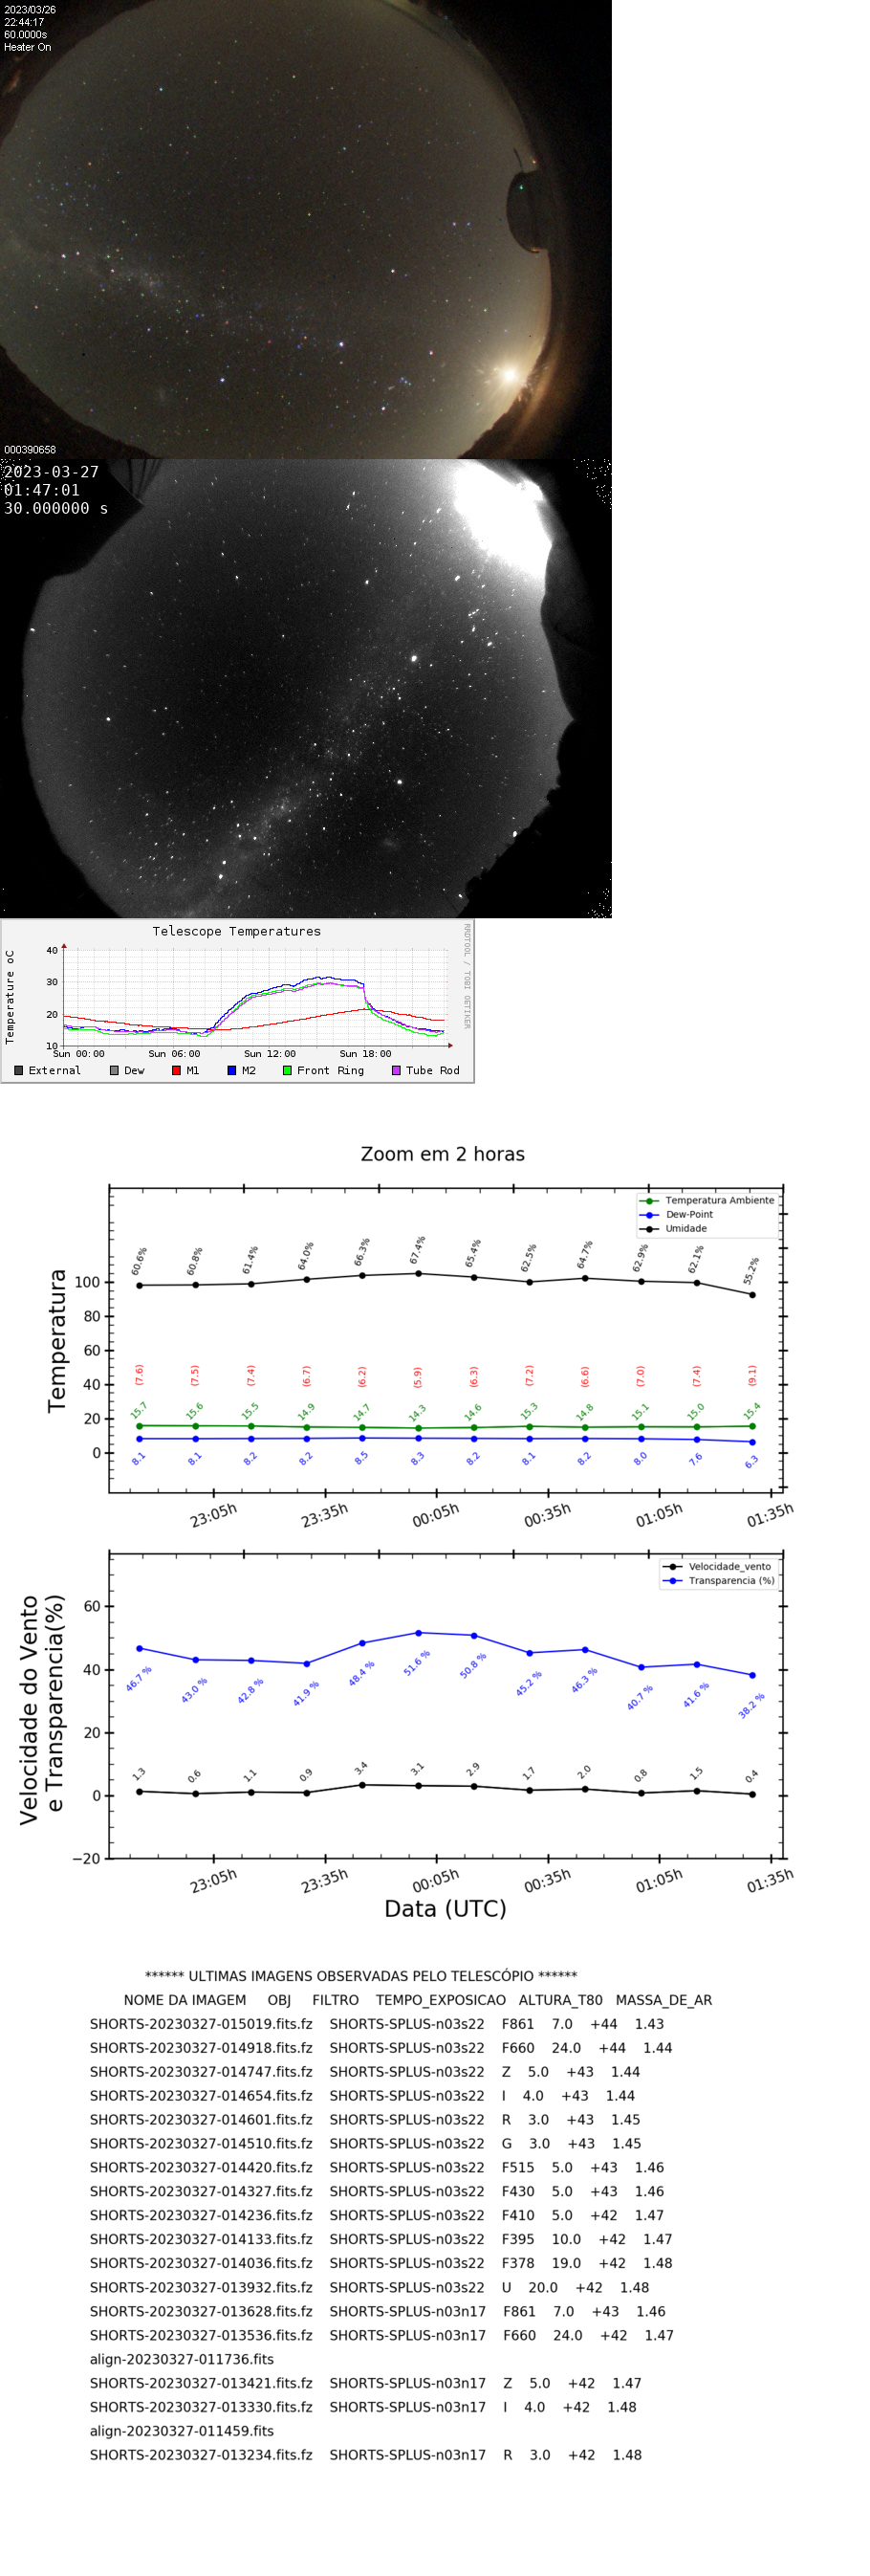 2023/03/26
22:44:17
60.0000s
Heater On
000390658
2023-03-27
01:47:01
30.000000 s
Telescope Temperatures
RRDTOOL / TOBI OETIKER
Temperature oC
40
30
20
10
Sun 00:00 Sun 06:00 Sun 12:00 Sun 18:00
External Dew M1 M2 Front Ring Tube Rod
Zoom em 2 horas
Temperatura Ambiente
Dew-Point
Umidade
Temperatura
100
80
60
40
20
0
60.6% 60.8% 61.4% 64.0% 66.3% 67.4% 65.4% 62.5% 64.7% 62.9% 62.1% 55.2%
(7.6) (7.5) (7.4) (6.7) (6.2) (5.9) (6.3) (7.2) (6.6) (7.0) (7.4) (9.1)
15.7 15.6 15.5 14.9 14.7 14.3 14.6 15.3 14.8 15.1 15.0 15.4
8.1 8.1 8.2 8.2 8.5 8.3 8.2 8.1 8.2 8.0 7.6 6.3
23:05h 23:35h 00:05h 00:35h 01:05h 01:35h
Velocidade_vento
Transparencia (%)
Velocidade do Vento
e Transparencia(%)
60
40
20
0
−20
46.7 % 43.0 % 42.8 % 41.9 % 48.4 % 51.6 % 50.8 % 45.2 % 46.3 % 40.7 % 41.6 % 38.2 %
1.3 0.6 1.1 0.9 3.4 3.1 2.9 1.7 2.0 0.8 1.5 0.4
23:05h 23:35h 00:05h 00:35h 01:05h 01:35h
Data (UTC)
****** ULTIMAS IMAGENS OBSERVADAS PELO TELESCÓPIO ******
NOME DA IMAGEM OBJ FILTRO TEMPO_EXPOSICAO ALTURA_T80 MASSA_DE_AR
SHORTS-20230327-015019.fits.fz SHORTS-SPLUS-n03s22 F861 7.0 +44 1.43
SHORTS-20230327-014918.fits.fz SHORTS-SPLUS-n03s22 F660 24.0 +44 1.44
SHORTS-20230327-014747.fits.fz SHORTS-SPLUS-n03s22 Z 5.0 +43 1.44
SHORTS-20230327-014654.fits.fz SHORTS-SPLUS-n03s22 I 4.0 +43 1.44
SHORTS-20230327-014601.fits.fz SHORTS-SPLUS-n03s22 R 3.0 +43 1.45
SHORTS-20230327-014510.fits.fz SHORTS-SPLUS-n03s22 G 3.0 +43 1.45
SHORTS-20230327-014420.fits.fz SHORTS-SPLUS-n03s22 F515 5.0 +43 1.46
SHORTS-20230327-014327.fits.fz SHORTS-SPLUS-n03s22 F430 5.0 +43 1.46
SHORTS-20230327-014236.fits.fz SHORTS-SPLUS-n03s22 F410 5.0 +42 1.47
SHORTS-20230327-014133.fits.fz SHORTS-SPLUS-n03s22 F395 10.0 +42 1.47
SHORTS-20230327-014036.fits.fz SHORTS-SPLUS-n03s22 F378 19.0 +42 1.48
SHORTS-20230327-013932.fits.fz SHORTS-SPLUS-n03s22 U 20.0 +42 1.48
SHORTS-20230327-013628.fits.fz SHORTS-SPLUS-n03n17 F861 7.0 +43 1.46
SHORTS-20230327-013536.fits.fz SHORTS-SPLUS-n03n17 F660 24.0 +42 1.47
align-20230327-011736.fits
SHORTS-20230327-013421.fits.fz SHORTS-SPLUS-n03n17 Z 5.0 +42 1.47
SHORTS-20230327-013330.fits.fz SHORTS-SPLUS-n03n17 I 4.0 +42 1.48
align-20230327-011459.fits
SHORTS-20230327-013234.fits.fz SHORTS-SPLUS-n03n17 R 3.0 +42 1.48